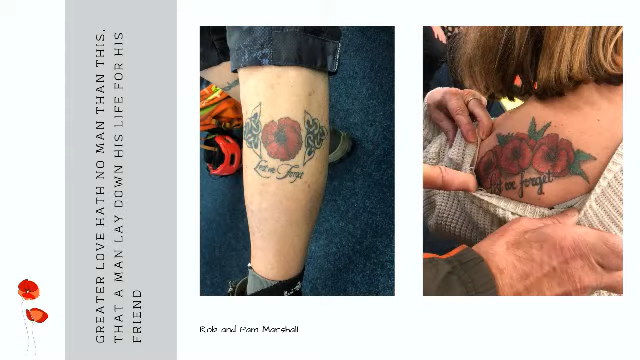 GREATER LOVE HATH NO MAN THAN THIS,
THAT A MAN LAY DOWN HIS LIFE FOR HIS
FRIEND
Lest we Forget
let we forget
Rob and Pam Marshall